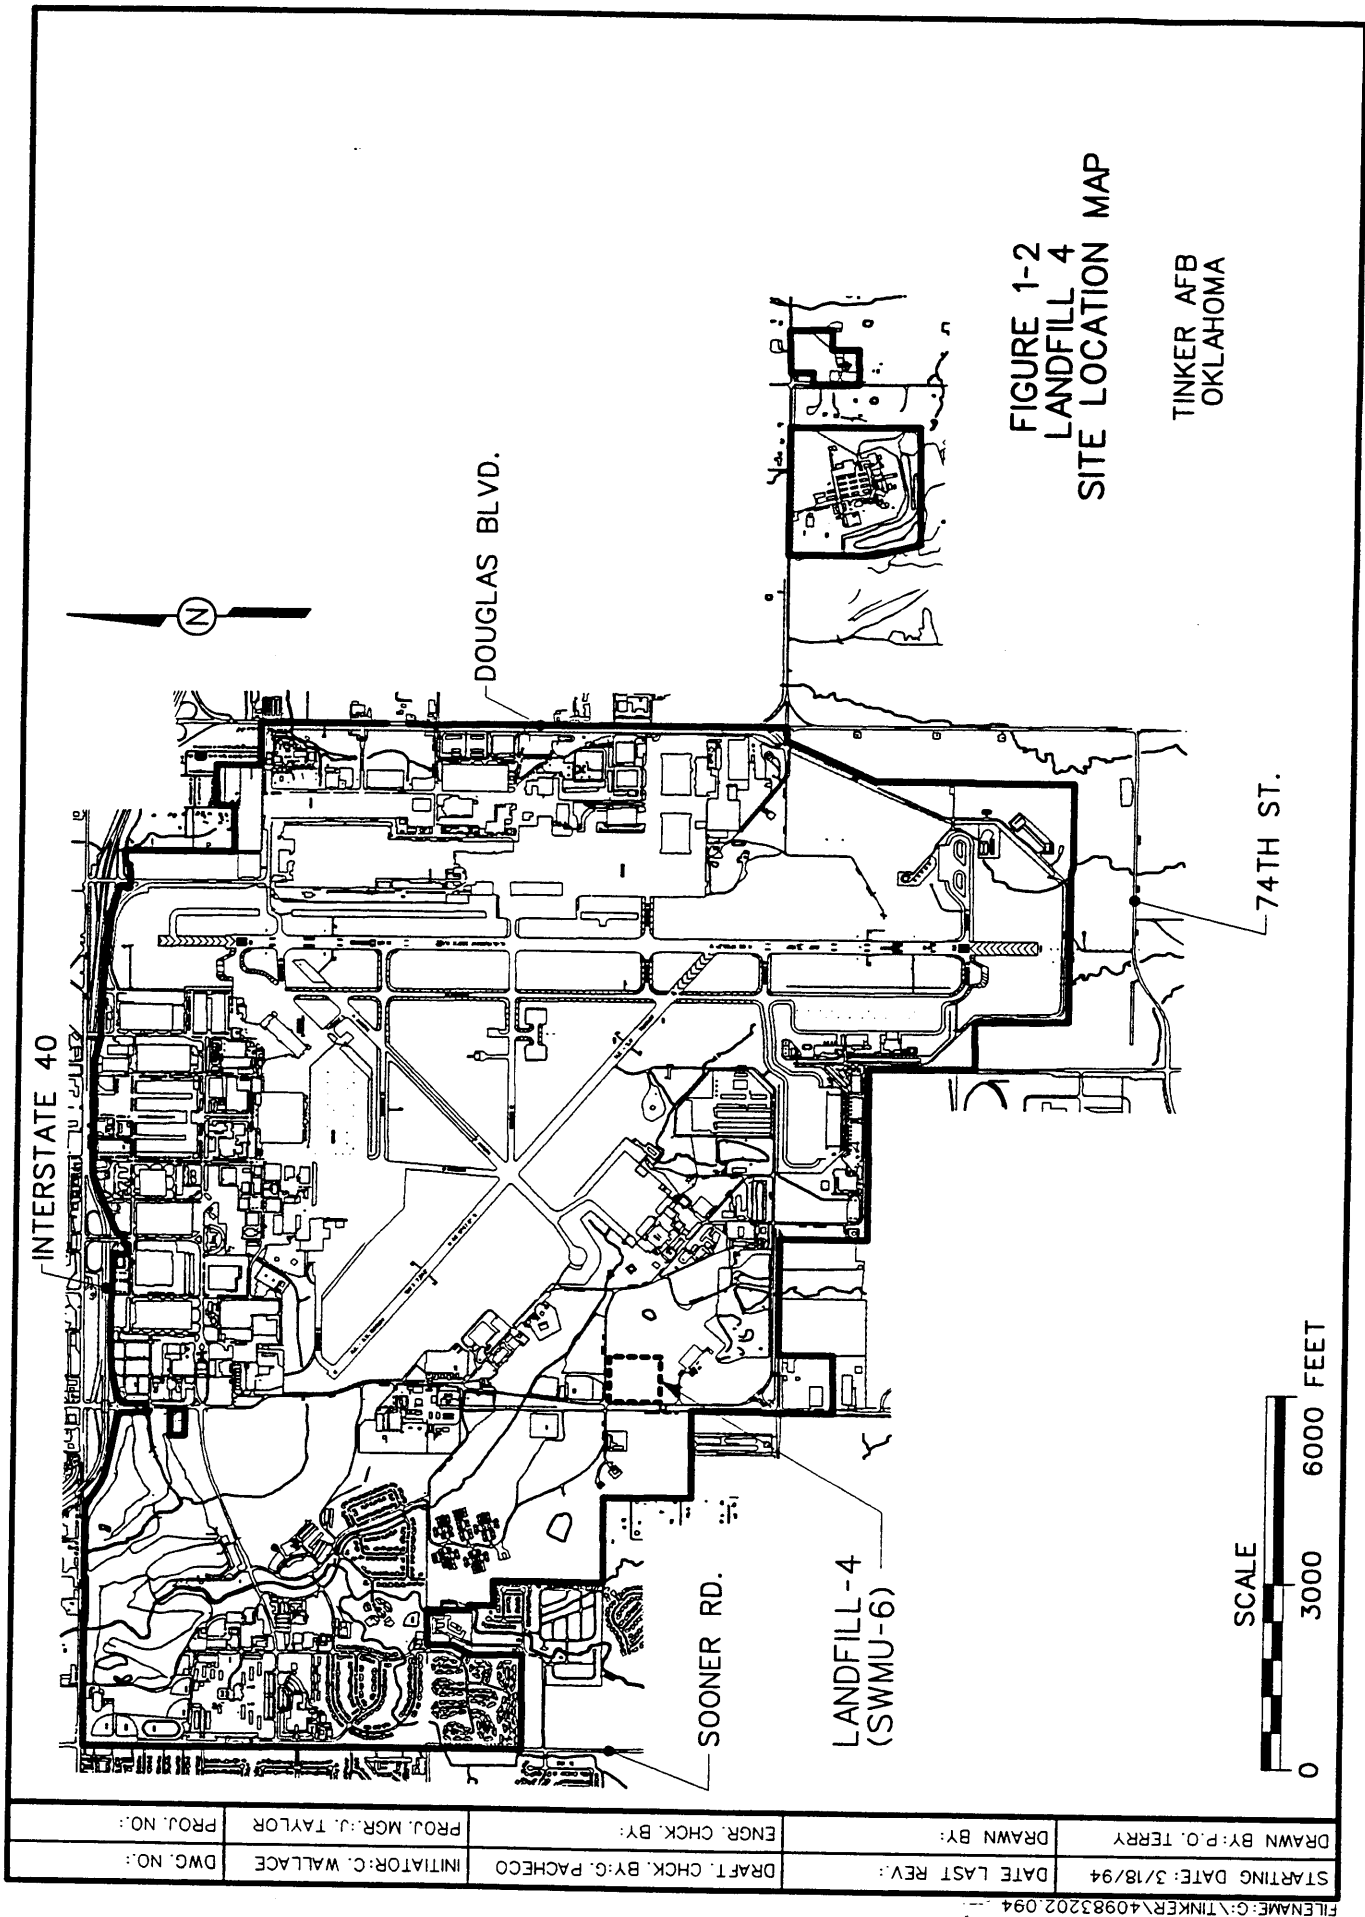 INTERSTATE 40
N
DOUGLAS BLVD.
SOONER RD.
LANDFILL-4
(SWMU-6)
74TH ST.
SCALE
0 3000 6000 FEET
FIGURE 1-2
LANDFILL 4
SITE LOCATION MAP
TINKER AFB
OKLAHOMA
STARTING DATE: 3/18/94
DATE LAST REV.:
DRAFT. CHCK. BY: G. PACHECO
INITIATOR: C. WALLACE
DWG. NO.:
DRAWN BY: P.O. TERRY
DRAWN BY:
ENGR. CHCK. BY:
PROJ. MGR.: J. TAYLOR
PROJ. NO.:
FILENAME: G:\TINKER\40983202.094